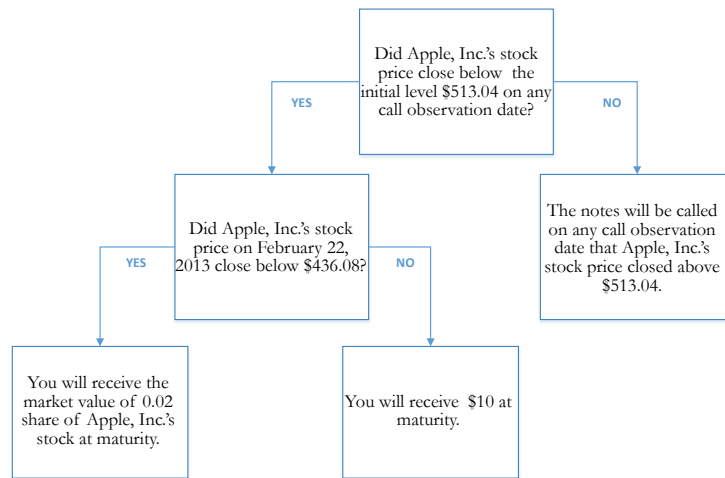 Did Apple, Inc.'s stock
price close below the
initial level $513.04 on any
call observation date?
YES
NO
Did Apple, Inc.'s stock
price on February 22,
2013 close below $436.08?
The notes will be called
on any call observation
date that Apple, Inc.'s
stock price closed above
$513.04.
YES
NO
You will receive the
market value of 0.02
share of Apple, Inc.'s
stock at maturity.
You will receive $10 at
maturity.